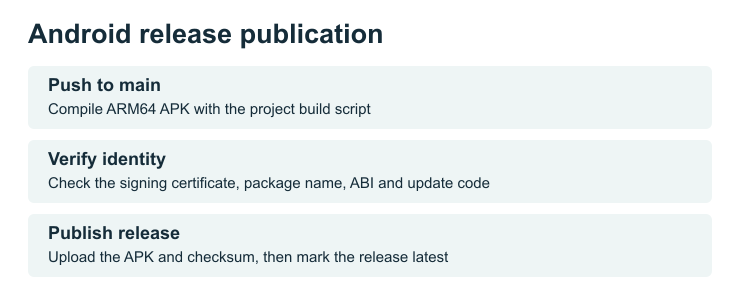 Android release publication
Push to main
Compile ARM64 APK with the project build script
Verify identity
Check the signing certificate, package name, ABI and update code
Publish release
Upload the APK and checksum, then mark the release latest